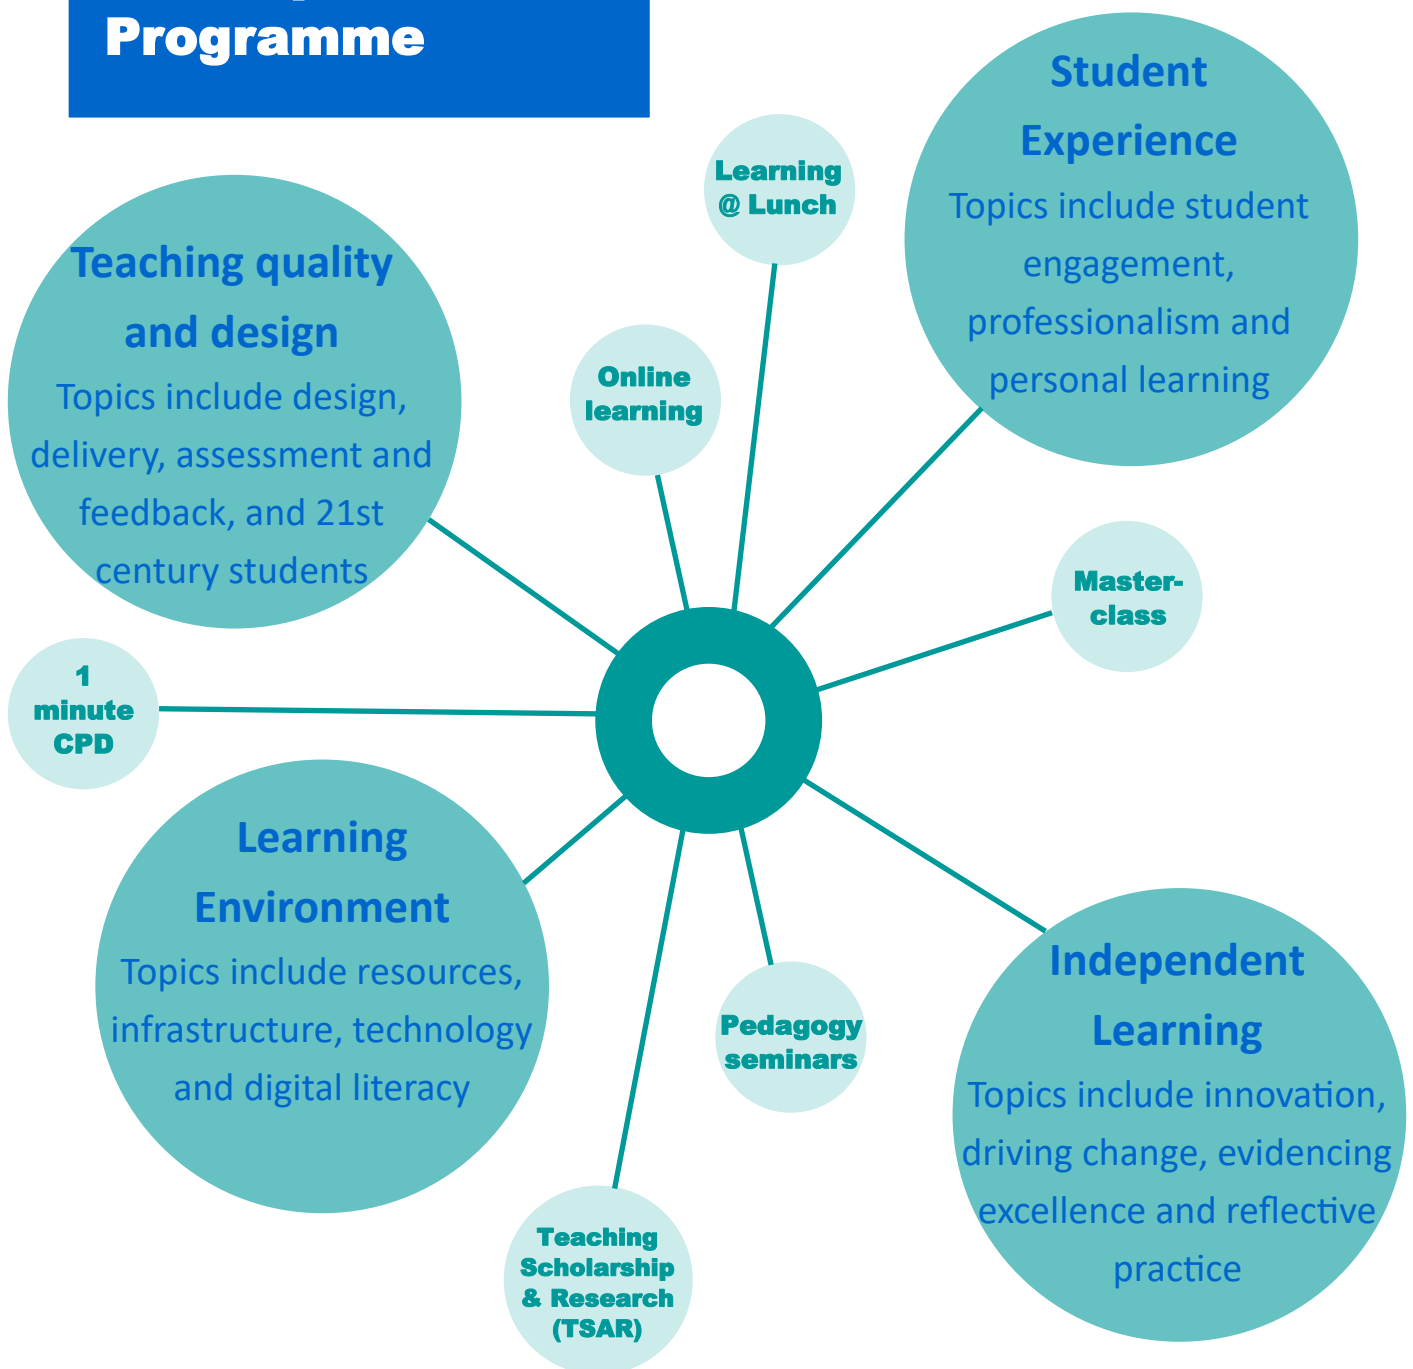 Programme
Student
Experience
Topics include student
engagement,
professionalism and
personal learning
Learning
@ Lunch
Teaching quality
and design
Topics include design,
delivery, assessment and
feedback, and 21st
century students
Online
learning
Master-
class
1
minute
CPD
Learning
Environment
Topics include resources,
infrastructure, technology
and digital literacy
Pedagogy
seminars
Independent
Learning
Topics include innovation,
driving change, evidencing
excellence and reflective
practice
Teaching
Scholarship
& Research
(TSAR)